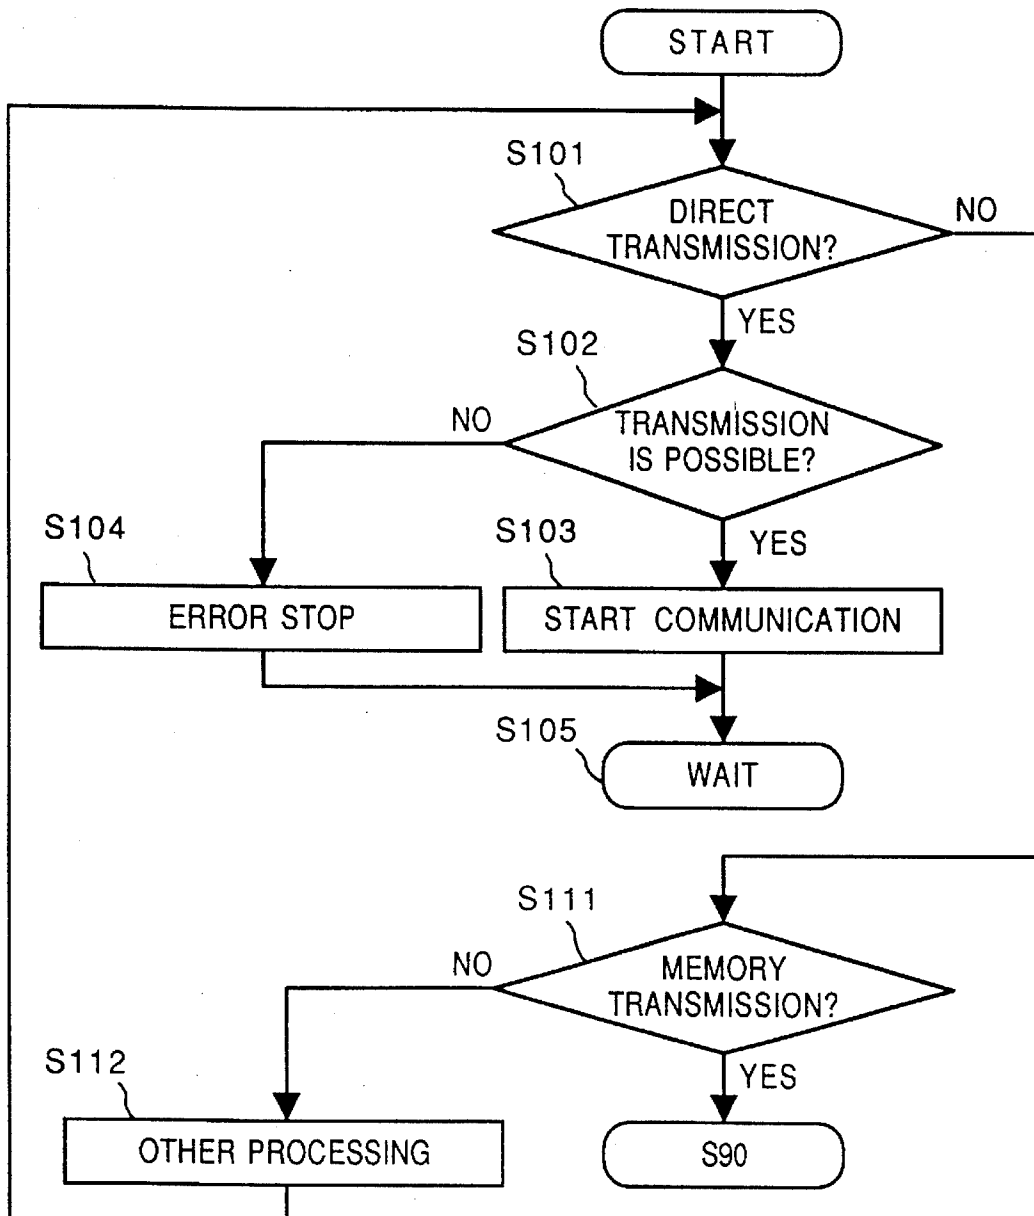 START
S101
DIRECT
TRANSMISSION?
NO
YES
S102
TRANSMISSION
IS POSSIBLE?
NO
YES
S104
ERROR STOP
S103
START COMMUNICATION
S105
WAIT
S111
MEMORY
TRANSMISSION?
NO
YES
S112
OTHER PROCESSING
S90